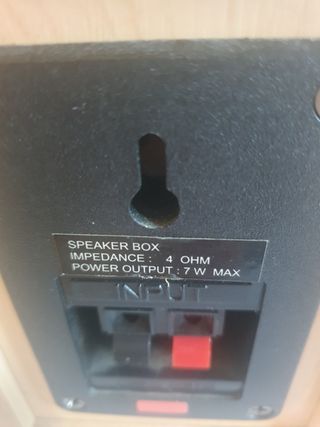 SPEAKER BOX
IMPEDANCE : 4 OHM
POWER OUTPUT : 7 W MAX
INPUT